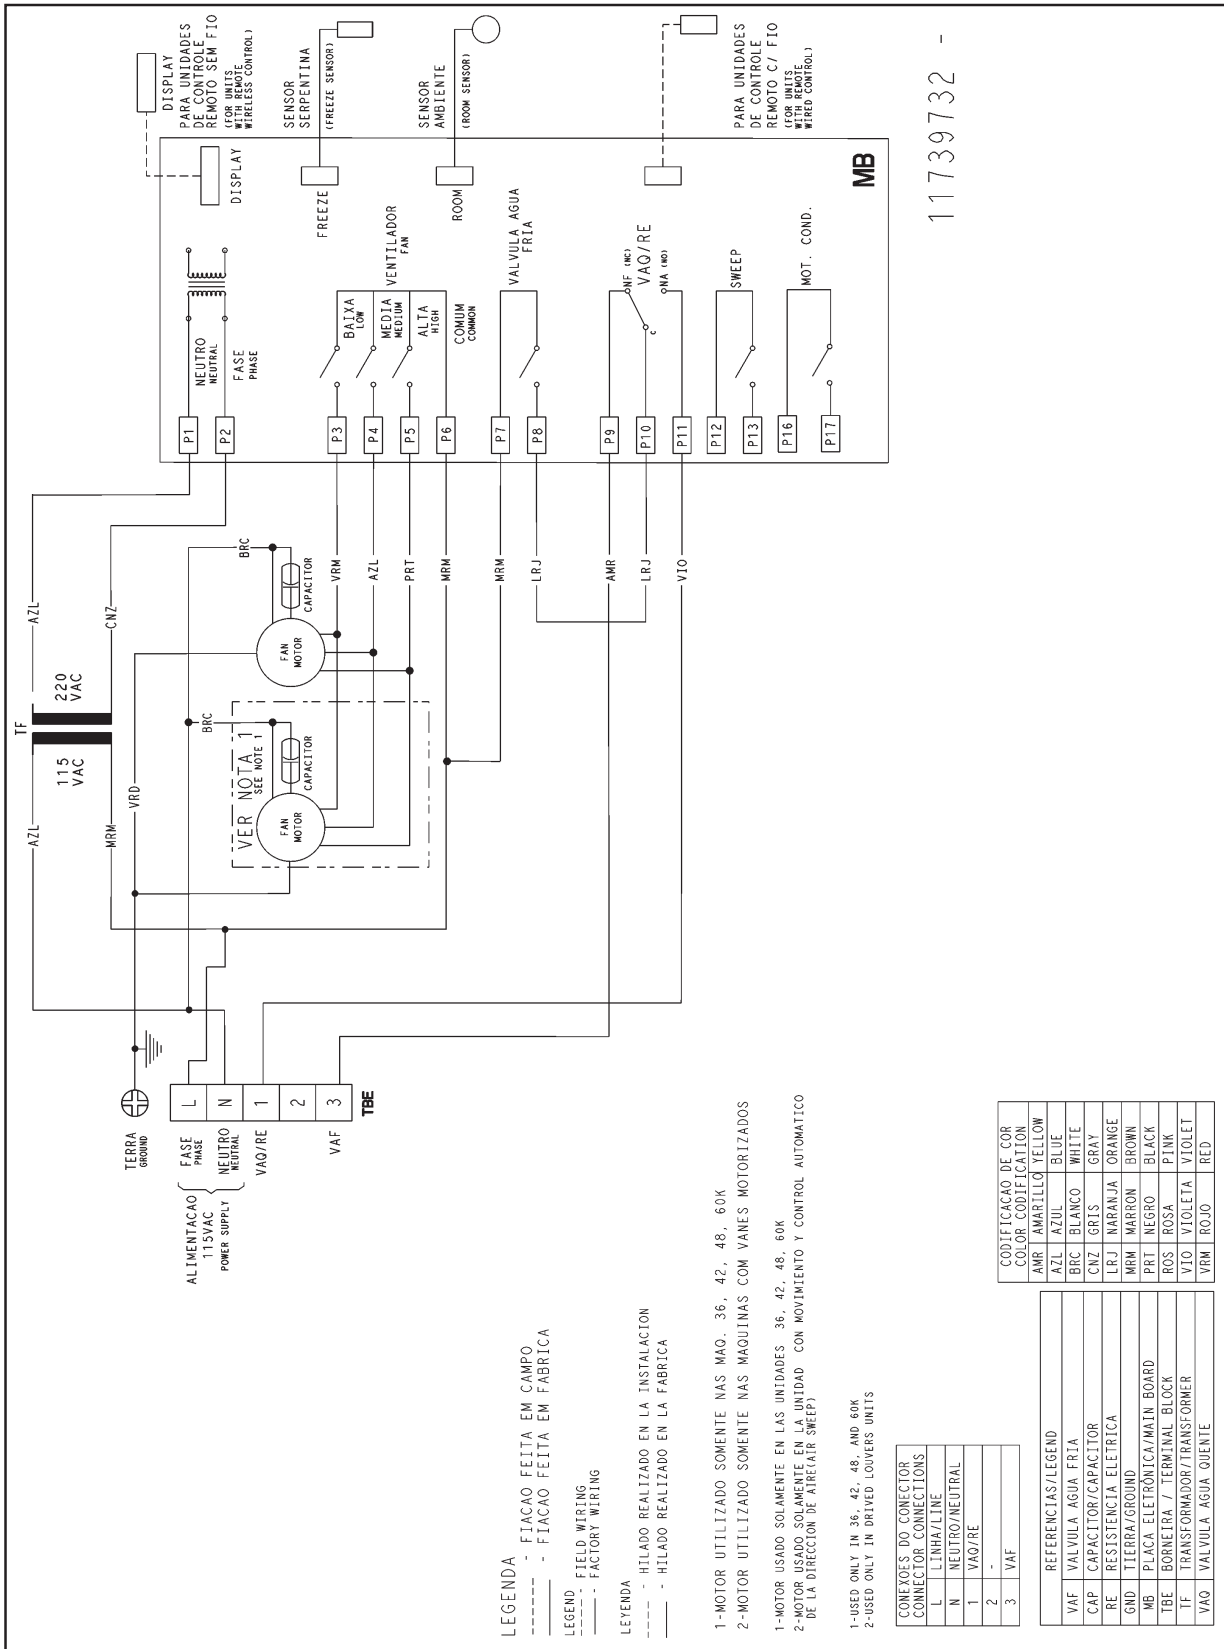 DISPLAY
PARA UNIDADES
DE CONTROLE
REMOTO SEM FIO
(FOR UNITS
WITH REMOTE
WIRELESS CONTROL)
SENSOR
SERPENTINA
(FREEZE SENSOR)
SENSOR
AMBIENTE
(ROOM SENSOR)
PARA UNIDADES
DE CONTROLE
REMOTO C/ FIO
(FOR UNITS
WITH REMOTE
WIRED CONTROL)
DISPLAY
FREEZE
ROOM
MB
11739732 -
NEUTRO
NEUTRAL
FASE
PHASE
BAIXA
LOW
MEDIA
MEDIUM
ALTA
HIGH
COMUM
COMMON
VENTILADOR
FAN
VALVULA AGUA
FRIA
NF (NC)
VAQ/RE
NA (NO)
C
SWEEP
MOT. COND.
P1
P2
P3
P4
P5
P6
P7
P8
P9
P10
P11
P12
P13
P16
P17
TF
115
VAC
220
VAC
AZL
AZL
MRM
CNZ
VRD
BRC
BRC
VRM
AZL
PRT
MRM
MRM
LRJ
AMR
LRJ
VIO
FAN
MOTOR
CAPACITOR
VER NOTA 1
SEE NOTE 1
FAN
MOTOR
CAPACITOR
TERRA
GROUND
ALIMENTACAO
115VAC
POWER SUPPLY
FASE
PHASE
NEUTRO
NEUTRAL
VAQ/RE
VAF
L
N
1
2
3
TBE
LEGENDA
------ - FIACAO FEITA EM CAMPO
—— - FIACAO FEITA EM FABRICA
LEGEND
---- - FIELD WIRING
—— - FACTORY WIRING
LEYENDA
---- - HILADO REALIZADO EN LA INSTALACION
—— - HILADO REALIZADO EN LA FABRICA
1-MOTOR UTILIZADO SOMENTE NAS MAQ. 36, 42, 48, 60K
2-MOTOR UTILIZADO SOMENTE NAS MAQUINAS COM VANES MOTORIZADOS
1-MOTOR USADO SOLAMENTE EN LAS UNIDADES 36, 42, 48, 60K
2-MOTOR USADO SOLAMENTE EN LA UNIDAD CON MOVIMIENTO Y CONTROL AUTOMATICO
DE LA DIRECCION DE AIRE(AIR SWEEP)
1-USED ONLY IN 36, 42, 48, AND 60K
2-USED ONLY IN DRIVED LOUVERS UNITS
CONEXOES DO CONECTOR
CONNECTOR CONNECTIONS
L LINHA/LINE
N NEUTRO/NEUTRAL
1 VAQ/RE
2 -
3 VAF
REFERENCIAS/LEGEND
VAF VALVULA AGUA FRIA
CAP CAPACITOR/CAPACITOR
RE RESISTENCIA ELETRICA
GND TIERRA/GROUND
MB PLACA ELETRÔNICA/MAIN BOARD
TBE BORNEIRA / TERMINAL BLOCK
TF TRANSFORMADOR/TRANSFORMER
VAQ VALVULA AGUA QUENTE
CODIFICACAO DE COR
COLOR CODIFICATION
AMR AMARILLO YELLOW
AZL AZUL BLUE
BRC BLANCO WHITE
CNZ GRIS GRAY
LRJ NARANJA ORANGE
MRM MARRON BROWN
PRT NEGRO BLACK
ROS ROSA PINK
VIO VIOLETA VIOLET
VRM ROJO RED